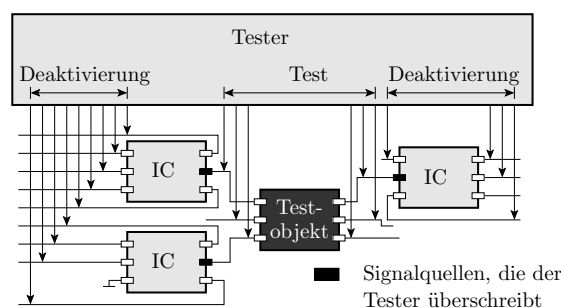 Tester
Deaktivierung Test Deaktivierung
IC
IC
Test-
objekt
IC
Signalquellen, die der
Tester überschreibt